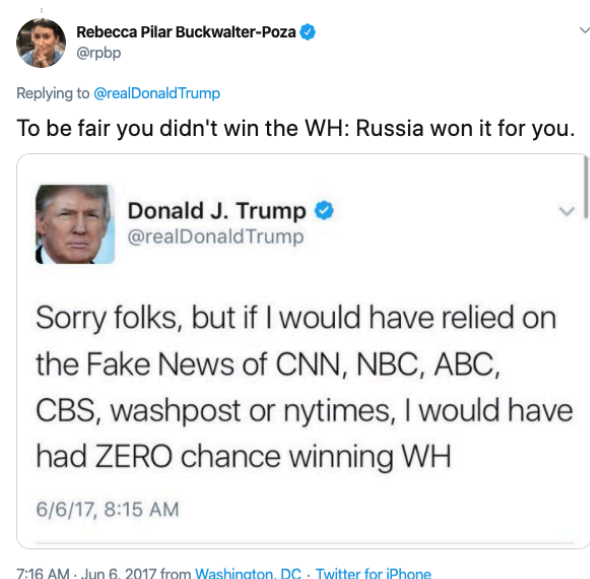 Rebecca Pilar Buckwalter-Poza
@rpbp
Replying to @realDonaldTrump
To be fair you didn't win the WH: Russia won it for you.
Donald J. Trump
@realDonaldTrump
Sorry folks, but if I would have relied on
the Fake News of CNN, NBC, ABC,
CBS, washpost or nytimes, I would have
had ZERO chance winning WH
6/6/17, 8:15 AM
7:16 AM · Jun 6, 2017 from Washington, DC · Twitter for iPhone